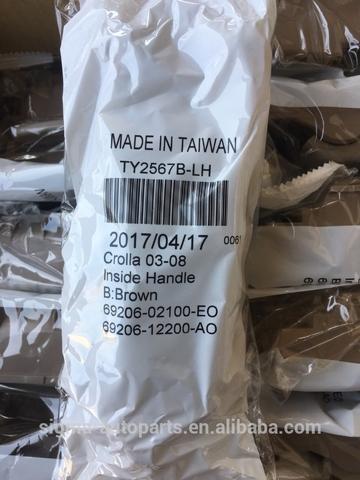 MADE IN TAIWAN
TY2567B-LH
2017/04/17 0061
Crolla 03-08
Inside Handle
B:Brown
69206-02100-EO
69206-12200-AO